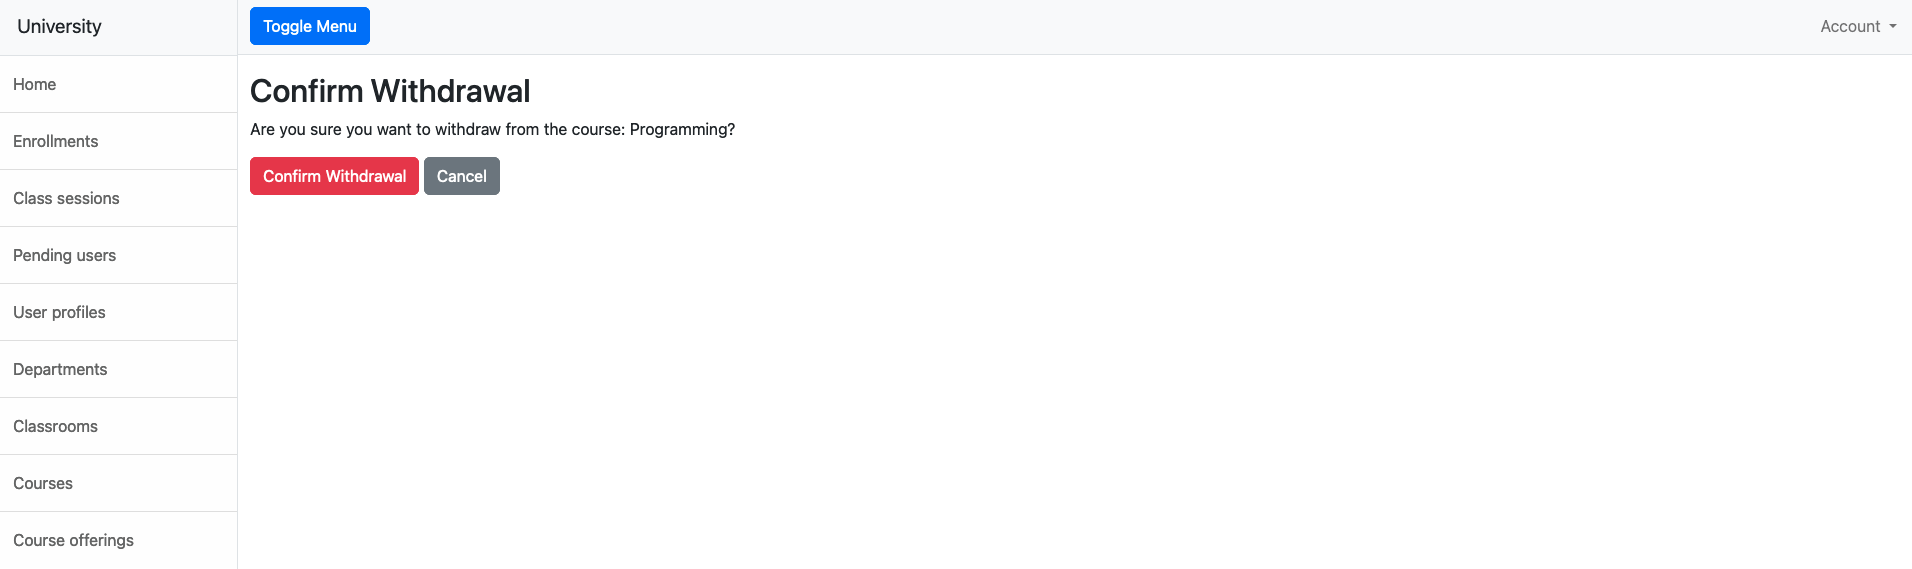 University
Toggle Menu
Account
Home
Enrollments
Class sessions
Pending users
User profiles
Departments
Classrooms
Courses
Course offerings
Confirm Withdrawal
Are you sure you want to withdraw from the course: Programming?
Confirm Withdrawal
Cancel